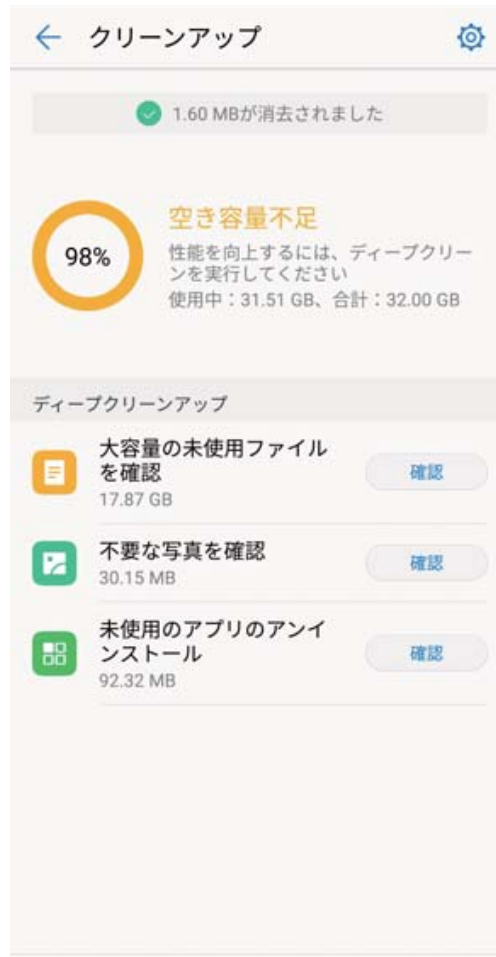 クリーンアップ
1.60 MBが消去されました
98%
空き容量不足
性能を向上するには、ディープクリー
ンを実行してください
使用中：31.51 GB、合計：32.00 GB
ディープクリーンアップ
大容量の未使用ファイル
を確認
17.87 GB
確認
不要な写真を確認
30.15 MB
確認
未使用のアプリのアンイ
ンストール
92.32 MB
確認